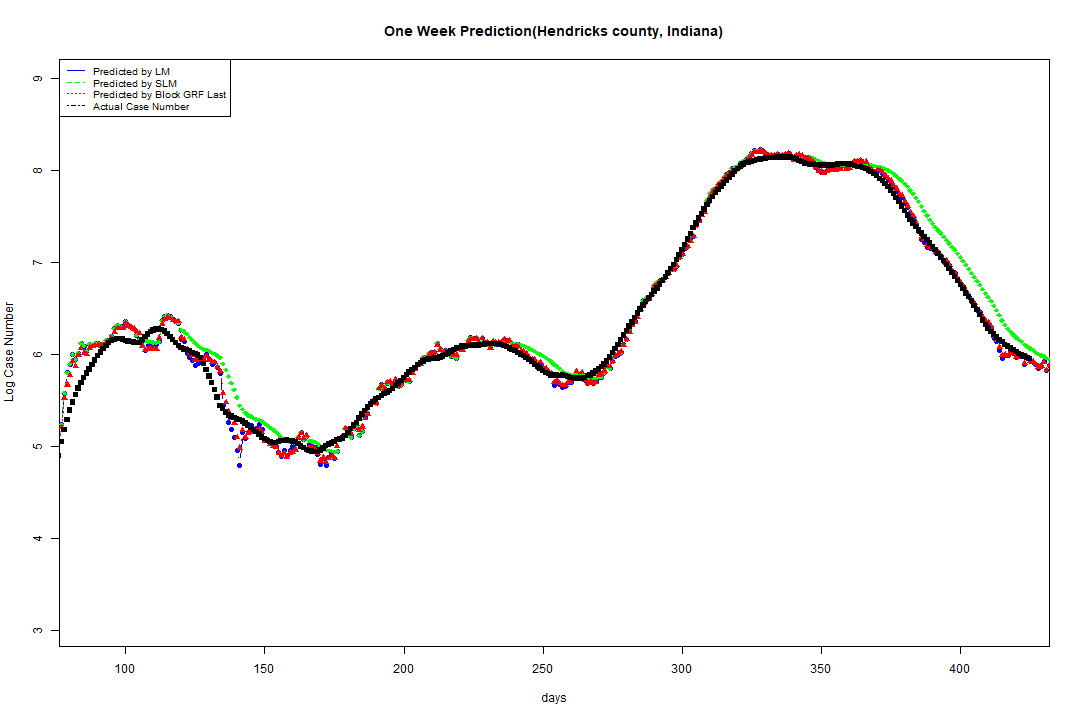 One Week Prediction(Hendricks county, Indiana)
Predicted by LM
Predicted by SLM
Predicted by Block GRF Last
Actual Case Number
9
8
7
6
5
4
3
Log Case Number
100 150 200 250 300 350 400
days